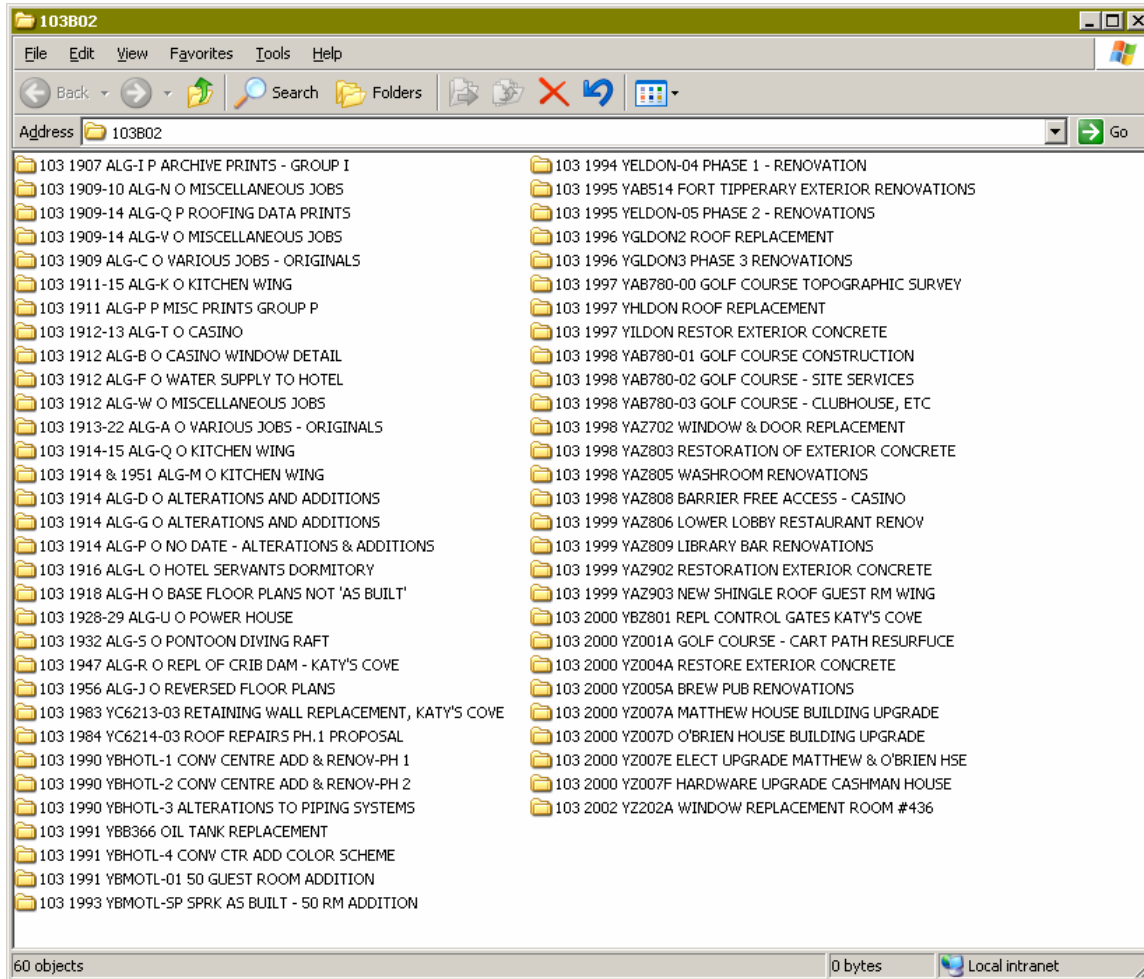 103B02
File Edit View Favorites Tools Help
Back Search Folders
Address 103B02 Go
103 1907 ALG-I P ARCHIVE PRINTS - GROUP I
103 1909-10 ALG-N O MISCELLANEOUS JOBS
103 1909-14 ALG-Q P ROOFING DATA PRINTS
103 1909-14 ALG-V O MISCELLANEOUS JOBS
103 1909 ALG-C O VARIOUS JOBS - ORIGINALS
103 1911-15 ALG-K O KITCHEN WING
103 1911 ALG-P P MISC PRINTS GROUP P
103 1912-13 ALG-T O CASINO
103 1912 ALG-B O CASINO WINDOW DETAIL
103 1912 ALG-F O WATER SUPPLY TO HOTEL
103 1912 ALG-W O MISCELLANEOUS JOBS
103 1913-22 ALG-A O VARIOUS JOBS - ORIGINALS
103 1914-15 ALG-Q O KITCHEN WING
103 1914 & 1951 ALG-M O KITCHEN WING
103 1914 ALG-D O ALTERATIONS AND ADDITIONS
103 1914 ALG-G O ALTERATIONS AND ADDITIONS
103 1914 ALG-P O NO DATE - ALTERATIONS & ADDITIONS
103 1916 ALG-L O HOTEL SERVANTS DORMITORY
103 1918 ALG-H O BASE FLOOR PLANS NOT 'AS BUILT'
103 1928-29 ALG-U O POWER HOUSE
103 1932 ALG-S O PONTOON DIVING RAFT
103 1947 ALG-R O REPL OF CRIB DAM - KATY'S COVE
103 1956 ALG-J O REVERSED FLOOR PLANS
103 1983 YC6213-03 RETAINING WALL REPLACEMENT, KATY'S COVE
103 1984 YC6214-03 ROOF REPAIRS PH.1 PROPOSAL
103 1990 YBHOTL-1 CONV CENTRE ADD & RENOV-PH 1
103 1990 YBHOTL-2 CONV CENTRE ADD & RENOV-PH 2
103 1990 YBHOTL-3 ALTERATIONS TO PIPING SYSTEMS
103 1991 YBB366 OIL TANK REPLACEMENT
103 1991 YBHOTL-4 CONV CTR ADD COLOR SCHEME
103 1991 YBMOTL-01 50 GUEST ROOM ADDITION
103 1993 YBMOTL-SP SPRK AS BUILT - 50 RM ADDITION
103 1994 YELDON-04 PHASE 1 - RENOVATION
103 1995 YAB514 FORT TIPPERARY EXTERIOR RENOVATIONS
103 1995 YELDON-05 PHASE 2 - RENOVATIONS
103 1996 YGLDON2 ROOF REPLACEMENT
103 1996 YGLDON3 PHASE 3 RENOVATIONS
103 1997 YAB780-00 GOLF COURSE TOPOGRAPHIC SURVEY
103 1997 YHLDON ROOF REPLACEMENT
103 1997 YILDON RESTOR EXTERIOR CONCRETE
103 1998 YAB780-01 GOLF COURSE CONSTRUCTION
103 1998 YAB780-02 GOLF COURSE - SITE SERVICES
103 1998 YAB780-03 GOLF COURSE - CLUBHOUSE, ETC
103 1998 YAZ702 WINDOW & DOOR REPLACEMENT
103 1998 YAZ803 RESTORATION OF EXTERIOR CONCRETE
103 1998 YAZ805 WASHROOM RENOVATIONS
103 1998 YAZ808 BARRIER FREE ACCESS - CASINO
103 1999 YAZ806 LOWER LOBBY RESTAURANT RENOV
103 1999 YAZ809 LIBRARY BAR RENOVATIONS
103 1999 YAZ902 RESTORATION EXTERIOR CONCRETE
103 1999 YAZ903 NEW SHINGLE ROOF GUEST RM WING
103 2000 YBZ801 REPL CONTROL GATES KATY'S COVE
103 2000 YZ001A GOLF COURSE - CART PATH RESURFUCE
103 2000 YZ004A RESTORE EXTERIOR CONCRETE
103 2000 YZ005A BREW PUB RENOVATIONS
103 2000 YZ007A MATTHEW HOUSE BUILDING UPGRADE
103 2000 YZ007D O'BRIEN HOUSE BUILDING UPGRADE
103 2000 YZ007E ELECT UPGRADE MATTHEW & O'BRIEN HSE
103 2000 YZ007F HARDWARE UPGRADE CASHMAN HOUSE
103 2002 YZ202A WINDOW REPLACEMENT ROOM #436
60 objects 0 bytes Local intranet